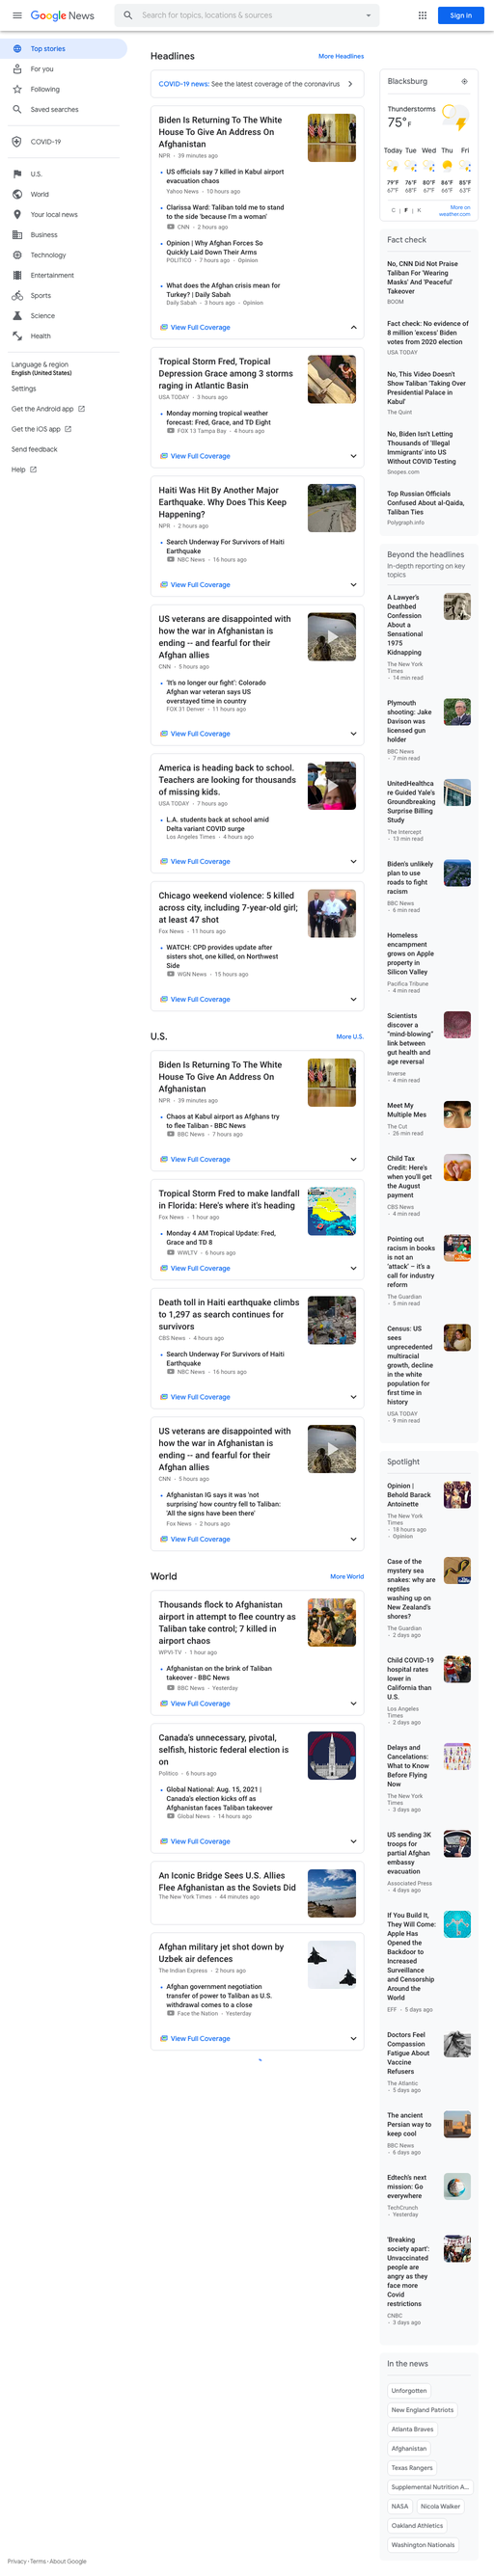 Google News
Search for topics, locations & sources
Sign in
Top stories
For you
Following
Saved searches
COVID-19
U.S.
World
Your local news
Business
Technology
Entertainment
Sports
Science
Health
Language & region
English (United States)
Settings
Get the Android app
Get the iOS app
Send feedback
Help
Headlines
More Headlines
COVID-19 news: See the latest coverage of the coronavirus
Biden Is Returning To The White
House To Give An Address On
Afghanistan
NPR · 39 minutes ago
US officials say 7 killed in Kabul airport
evacuation chaos
Yahoo News · 10 hours ago
Clarissa Ward: Taliban told me to stand
to the side 'because I'm a woman'
CNN · 2 hours ago
Opinion | Why Afghan Forces So
Quickly Laid Down Their Arms
POLITICO · 7 hours ago · Opinion
What does the Afghan crisis mean for
Turkey? | Daily Sabah
Daily Sabah · 3 hours ago · Opinion
View Full Coverage
Tropical Storm Fred, Tropical
Depression Grace among 3 storms
raging in Atlantic Basin
USA TODAY · 3 hours ago
Monday morning tropical weather
forecast: Fred, Grace, and TD Eight
FOX 13 Tampa Bay · 4 hours ago
View Full Coverage
Haiti Was Hit By Another Major
Earthquake. Why Does This Keep
Happening?
NPR · 2 hours ago
Search Underway For Survivors of Haiti
Earthquake
NBC News · 16 hours ago
View Full Coverage
US veterans are disappointed with
how the war in Afghanistan is
ending -- and fearful for their
Afghan allies
CNN · 5 hours ago
'It's no longer our fight': Colorado
Afghan war veteran says US
overstayed time in country
FOX 31 Denver · 11 hours ago
View Full Coverage
America is heading back to school.
Teachers are looking for thousands
of missing kids.
USA TODAY · 7 hours ago
L.A. students back at school amid
Delta variant COVID surge
Los Angeles Times · 4 hours ago
View Full Coverage
Chicago weekend violence: 5 killed
across city, including 7-year-old girl;
at least 47 shot
Fox News · 11 hours ago
WATCH: CPD provides update after
sisters shot, one killed, on Northwest
Side
WGN News · 15 hours ago
View Full Coverage
U.S.
More U.S.
Biden Is Returning To The White
House To Give An Address On
Afghanistan
NPR · 39 minutes ago
Chaos at Kabul airport as Afghans try
to flee Taliban - BBC News
BBC News · 7 hours ago
View Full Coverage
Tropical Storm Fred to make landfall
in Florida: Here's where it's heading
Fox News · 1 hour ago
Monday 4 AM Tropical Update: Fred,
Grace and TD 8
WWLTV · 6 hours ago
View Full Coverage
Death toll in Haiti earthquake climbs
to 1,297 as search continues for
survivors
CBS News · 4 hours ago
Search Underway For Survivors of Haiti
Earthquake
NBC News · 16 hours ago
View Full Coverage
US veterans are disappointed with
how the war in Afghanistan is
ending -- and fearful for their
Afghan allies
CNN · 5 hours ago
Afghanistan IG says it was 'not
surprising' how country fell to Taliban:
'All the signs have been there'
Fox News · 2 hours ago
View Full Coverage
World
More World
Thousands flock to Afghanistan
airport in attempt to flee country as
Taliban take control; 7 killed in
airport chaos
WPVI-TV · 1 hour ago
Afghanistan on the brink of Taliban
takeover - BBC News
BBC News · Yesterday
View Full Coverage
Canada's unnecessary, pivotal,
selfish, historic federal election is
on
Politico · 6 hours ago
Global National: Aug. 15, 2021 |
Canada's election kicks off as
Afghanistan faces Taliban takeover
Global News · 14 hours ago
View Full Coverage
An Iconic Bridge Sees U.S. Allies
Flee Afghanistan as the Soviets Did
The New York Times · 44 minutes ago
Afghan military jet shot down by
Uzbek air defences
The Indian Express · 2 hours ago
Afghan government negotiation
transfer of power to Taliban as U.S.
withdrawal comes to a close
Face the Nation · Yesterday
View Full Coverage
Blacksburg
Thunderstorms
75° F
Today Tue Wed Thu Fri
79°F 76°F 80°F 86°F 85°F
67°F 68°F 67°F 66°F 63°F
C | F | K
More on
weather.com
Fact check
No, CNN Did Not Praise
Taliban For 'Wearing
Masks' And 'Peaceful'
Takeover
BOOM
Fact check: No evidence of
8 million 'excess' Biden
votes from 2020 election
USA TODAY
No, This Video Doesn't
Show Taliban 'Taking Over
Presidential Palace in
Kabul'
The Quint
No, Biden Isn't Letting
Thousands of 'Illegal
Immigrants' into US
Without COVID Testing
Snopes.com
Top Russian Officials
Confused About al-Qaida,
Taliban Ties
Polygraph.info
Beyond the headlines
In-depth reporting on key
topics
A Lawyer's
Deathbed
Confession
About a
Sensational
1975
Kidnapping
The New York
Times
· 14 min read
Plymouth
shooting: Jake
Davison was
licensed gun
holder
BBC News
· 7 min read
UnitedHealthca
re Guided Yale's
Groundbreaking
Surprise Billing
Study
The Intercept
· 13 min read
Biden's unlikely
plan to use
roads to fight
racism
BBC News
· 6 min read
Homeless
encampment
grows on Apple
property in
Silicon Valley
Pacifica Tribune
· 4 min read
Scientists
discover a
"mind-blowing"
link between
gut health and
age reversal
Inverse
· 4 min read
Meet My
Multiple Mes
The Cut
· 26 min read
Child Tax
Credit: Here's
when you'll get
the August
payment
CBS News
· 4 min read
Pointing out
racism in books
is not an
'attack' – it's a
call for industry
reform
The Guardian
· 5 min read
Census: US
sees
unprecedented
multiracial
growth, decline
in the white
population for
first time in
history
USA TODAY
· 9 min read
Spotlight
Opinion |
Behold Barack
Antoinette
The New York
Times
· 18 hours ago
· Opinion
Case of the
mystery sea
snakes: why are
reptiles
washing up on
New Zealand's
shores?
The Guardian
· 2 days ago
Child COVID-19
hospital rates
lower in
California than
U.S.
Los Angeles
Times
· 2 days ago
Delays and
Cancelations:
What to Know
Before Flying
Now
The New York
Times
· 3 days ago
US sending 3K
troops for
partial Afghan
embassy
evacuation
Associated Press
· 4 days ago
If You Build It,
They Will Come:
Apple Has
Opened the
Backdoor to
Increased
Surveillance
and Censorship
Around the
World
EFF · 5 days ago
Doctors Feel
Compassion
Fatigue About
Vaccine
Refusers
The Atlantic
· 5 days ago
The ancient
Persian way to
keep cool
BBC News
· 6 days ago
Edtech's next
mission: Go
everywhere
TechCrunch
· Yesterday
'Breaking
society apart':
Unvaccinated
people are
angry as they
face more
Covid
restrictions
CNBC
· 3 days ago
In the news
Unforgotten
New England Patriots
Atlanta Braves
Afghanistan
Texas Rangers
Supplemental Nutrition A...
NASA
Nicola Walker
Oakland Athletics
Washington Nationals
Privacy · Terms · About Google